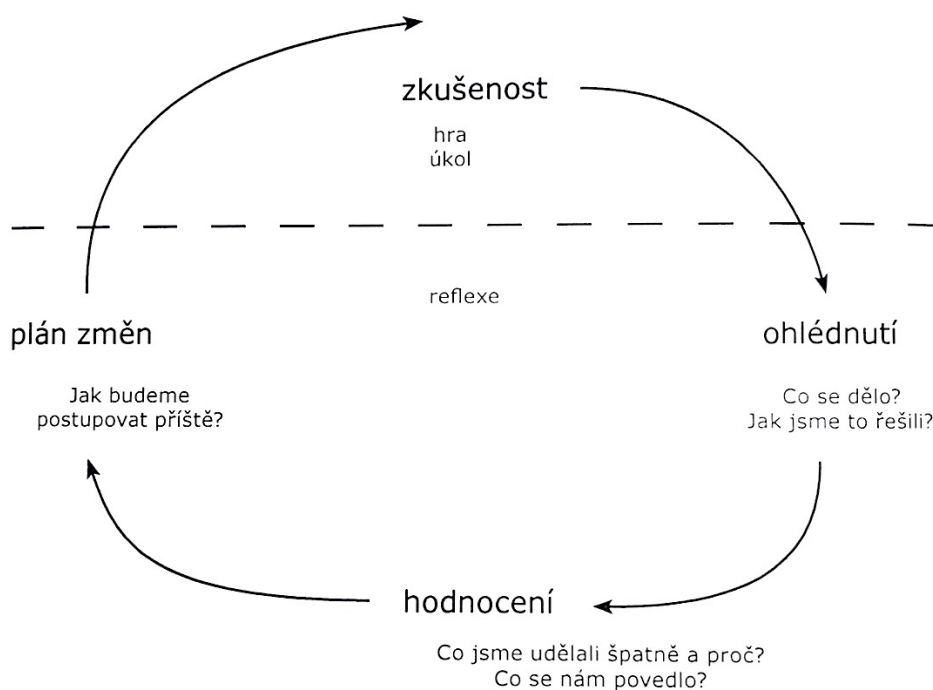 zkušenost
hra
úkol
reflexe
plán změn
ohlédnutí
Jak budeme
postupovat příště?
Co se dělo?
Jak jsme to řešili?
hodnocení
Co jsme udělali špatně a proč?
Co se nám povedlo?